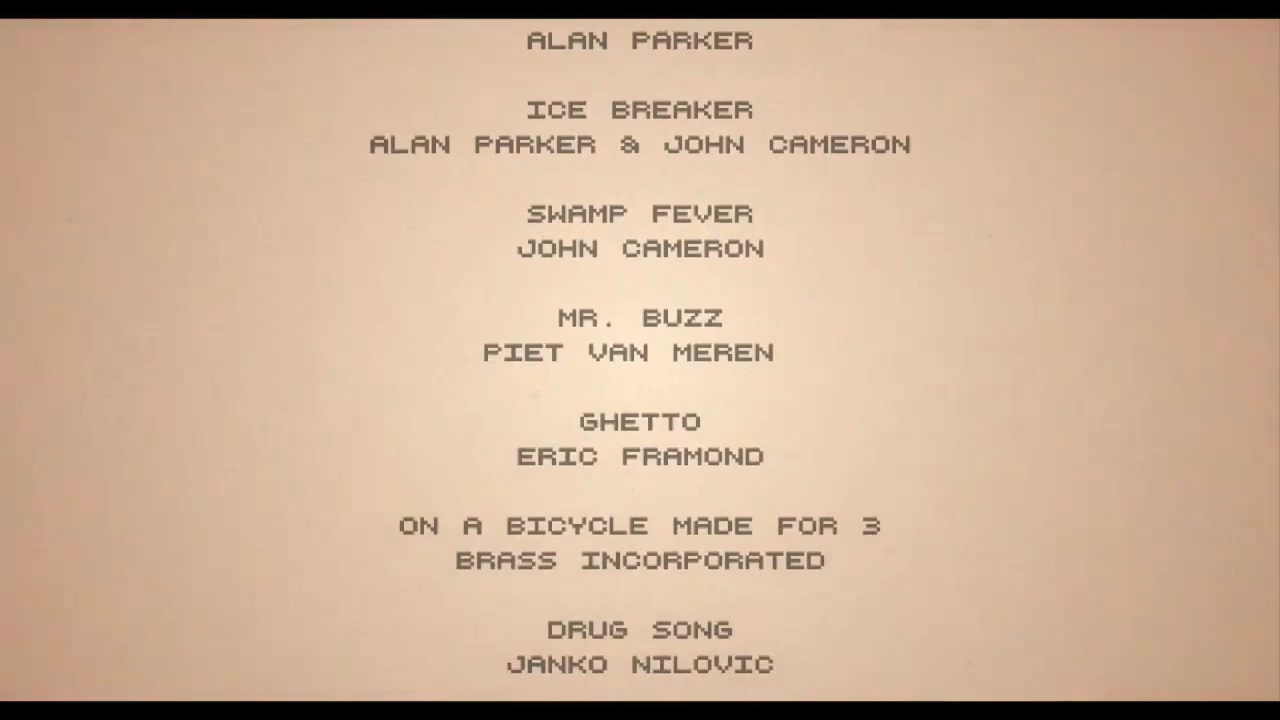 ALAN PARKER
ICE BREAKER
ALAN PARKER & JOHN CAMERON
SWAMP FEVER
JOHN CAMERON
MR. BUZZ
PIET VAN MEREN
GHETTO
ERIC FRAMOND
ON A BICYCLE MADE FOR 3
BRASS INCORPORATED
DRUG SONG
JANKO NILOVIC